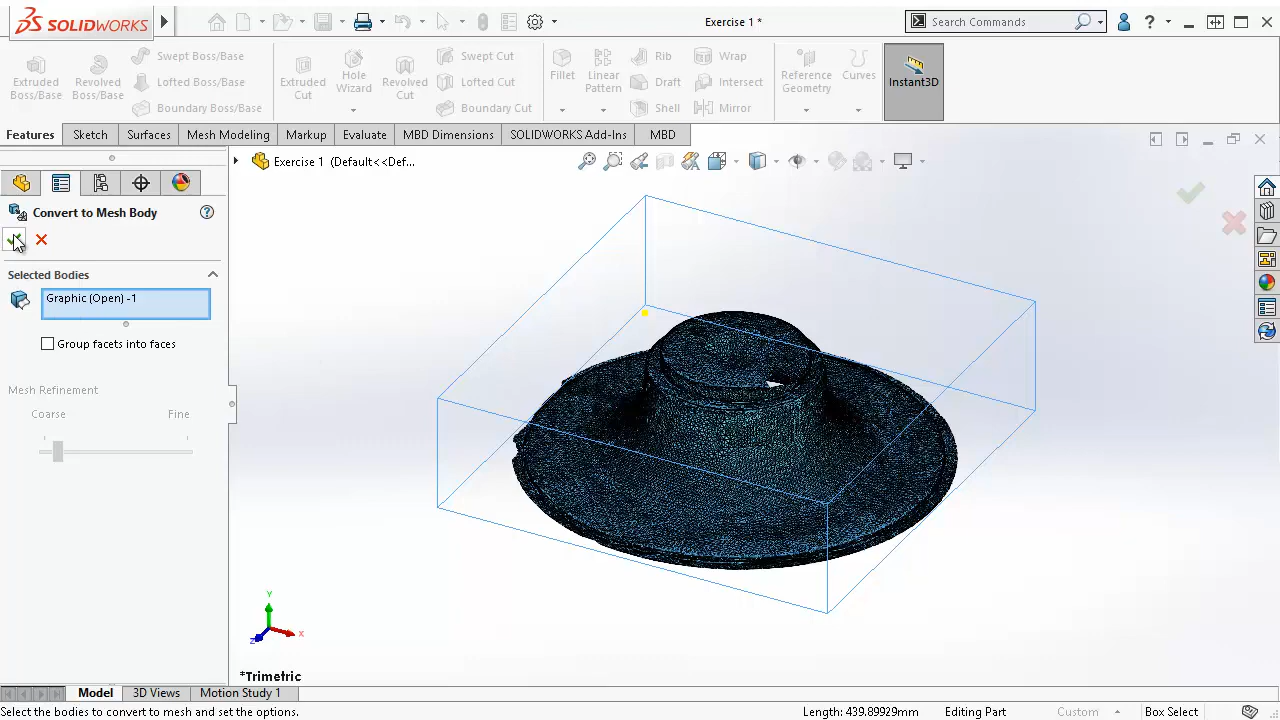 SOLIDWORKS
Exercise 1 *
Search Commands
Extruded Boss/Base
Revolved Boss/Base
Swept Boss/Base
Lofted Boss/Base
Boundary Boss/Base
Extruded Cut
Hole Wizard
Revolved Cut
Swept Cut
Lofted Cut
Boundary Cut
Fillet
Linear Pattern
Rib
Draft
Shell
Wrap
Intersect
Mirror
Reference Geometry
Curves
Instant3D
Features
Sketch
Surfaces
Mesh Modeling
Markup
Evaluate
MBD Dimensions
SOLIDWORKS Add-Ins
MBD
Exercise 1 (Default<<Def...
Convert to Mesh Body
Selected Bodies
Graphic (Open) -1
Group facets into faces
Mesh Refinement
Coarse
Fine
Y
X
Z
*Trimetric
Model
3D Views
Motion Study 1
Select the bodies to convert to mesh and set the options.
Length: 439.89929mm
Editing Part
Custom
Box Select